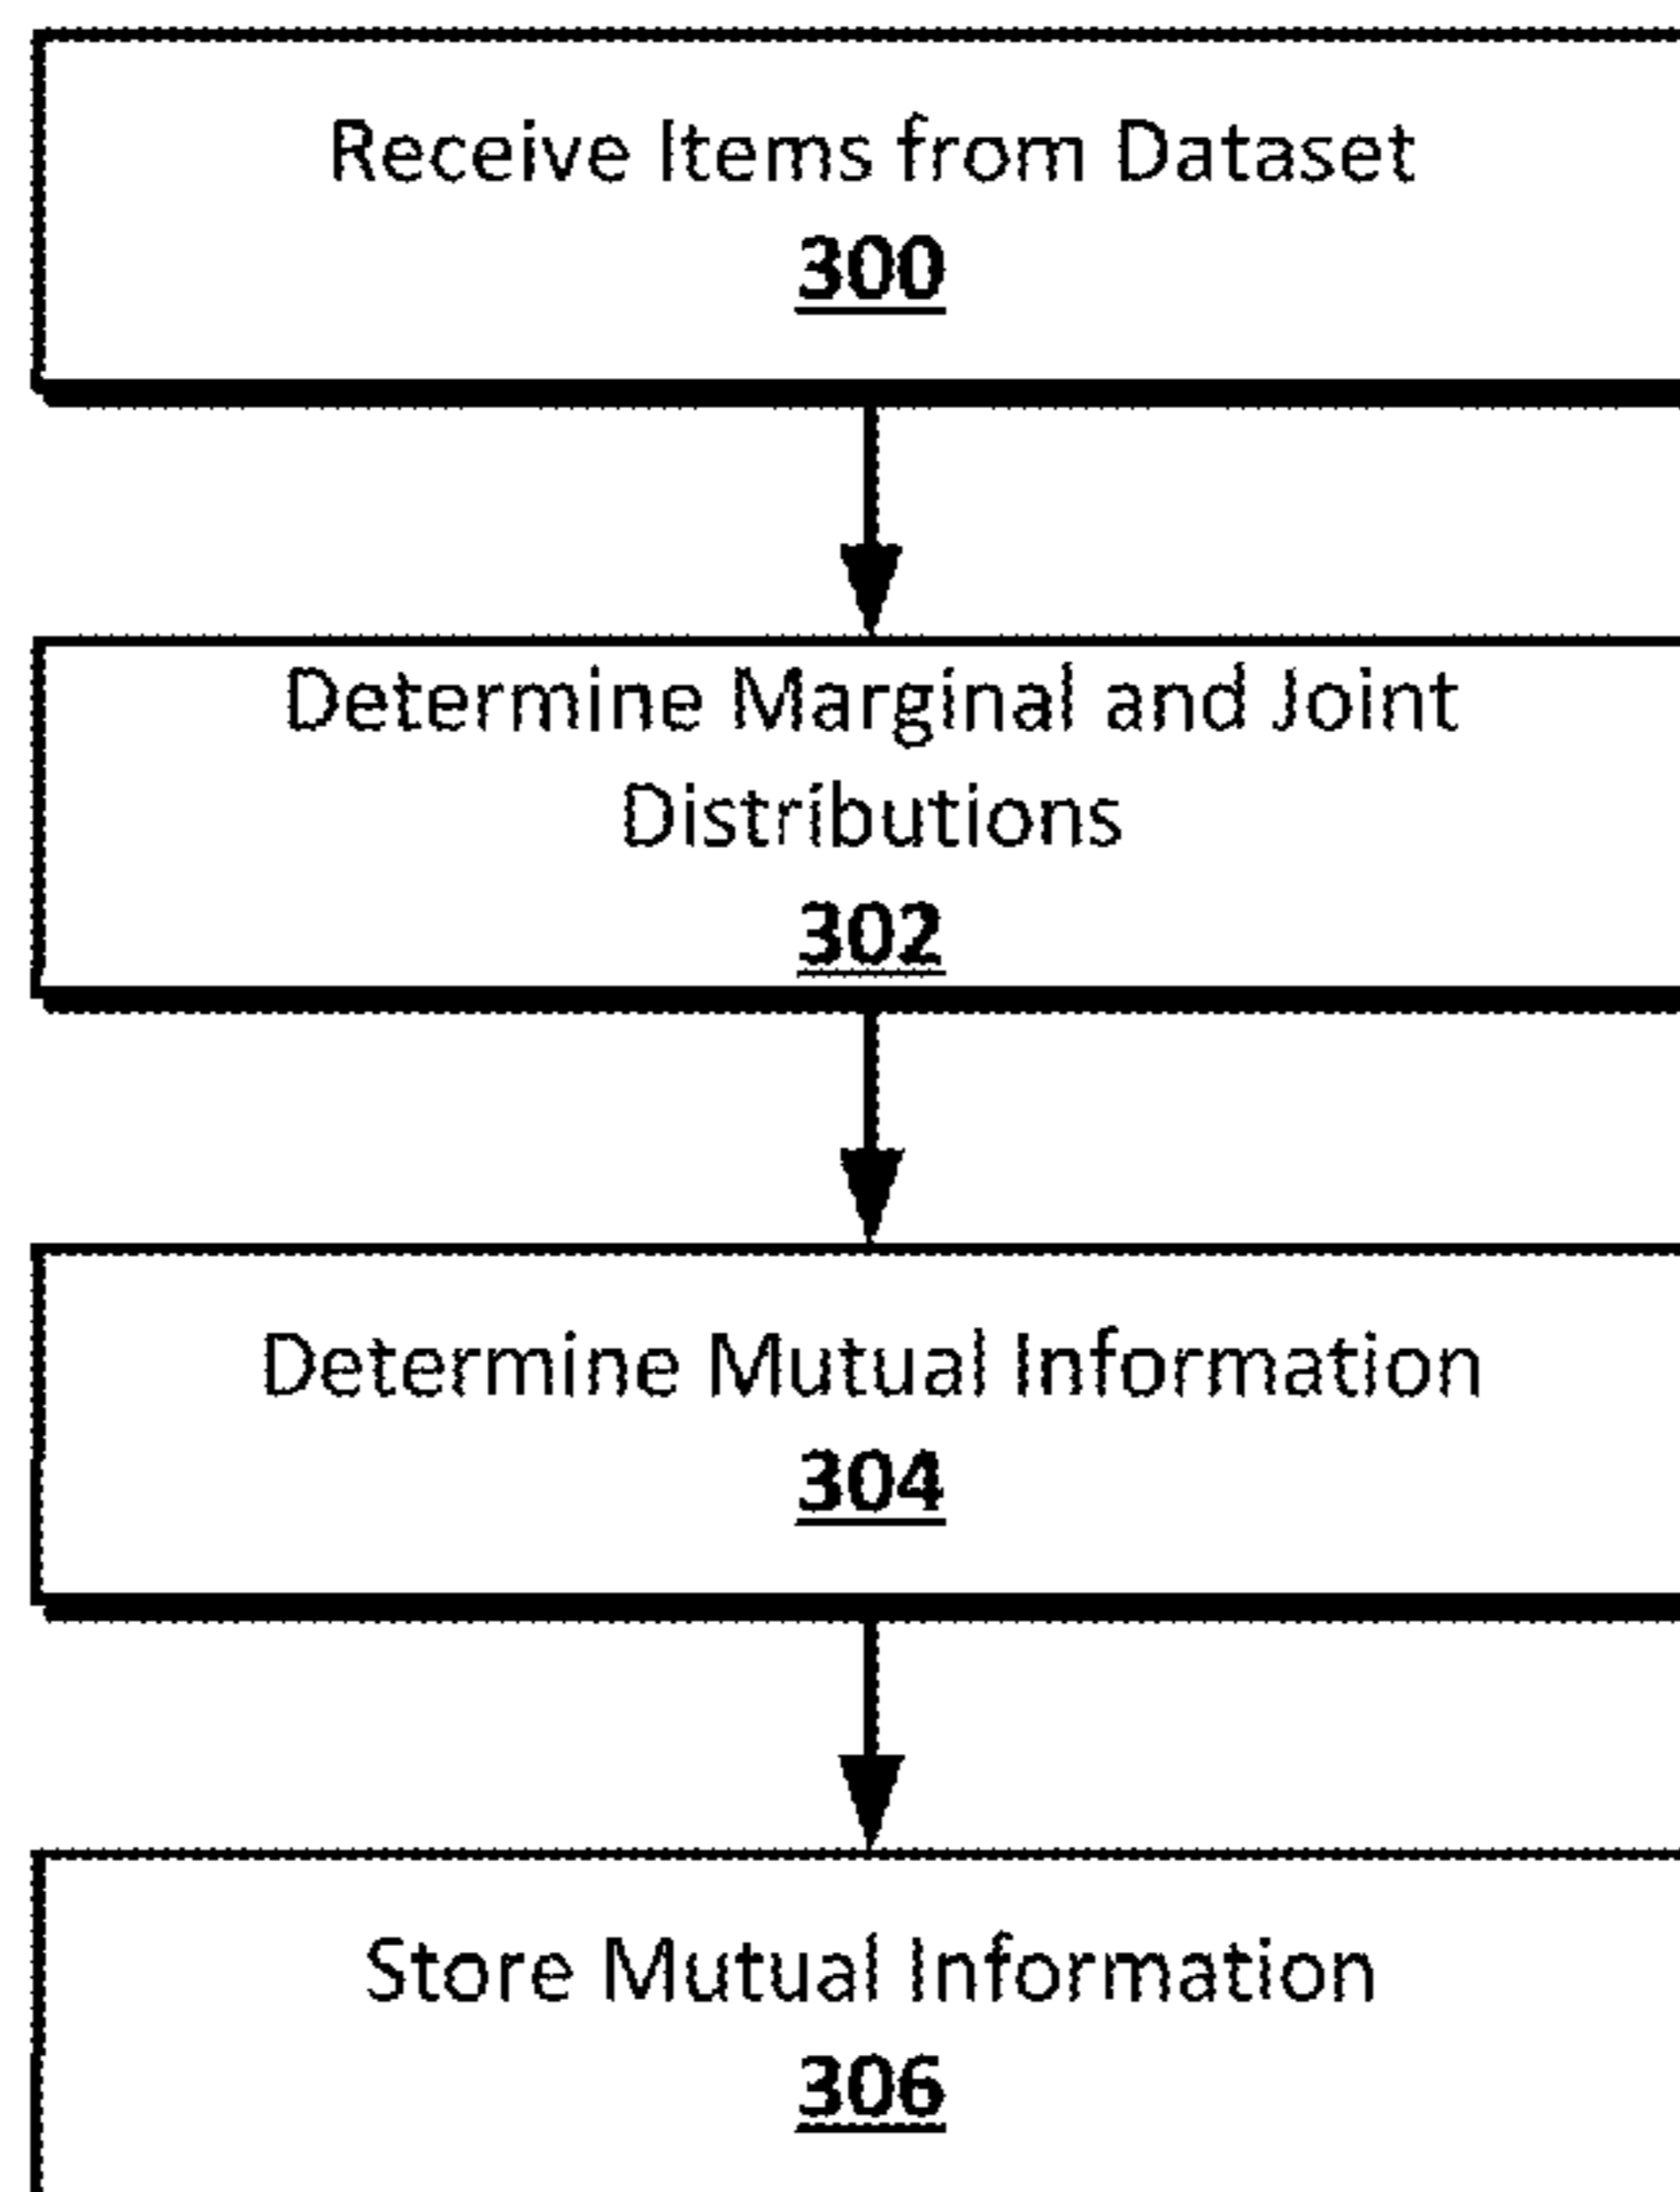 Receive Items from Dataset
300
Determine Marginal and Joint
Distributions
302
Determine Mutual Information
304
Store Mutual Information
306